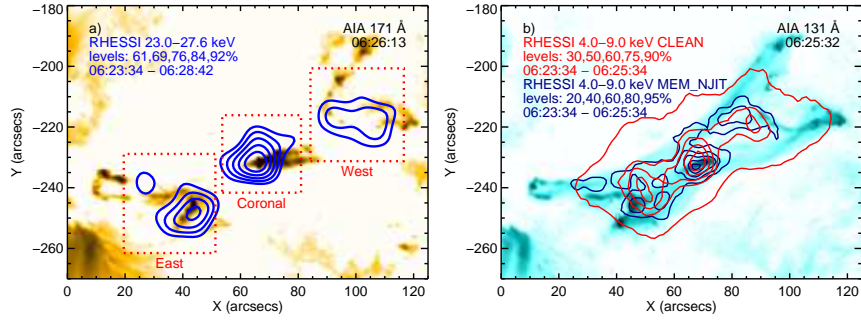 a)
RHESSI 23.0–27.6 keV
levels: 61,69,76,84,92%
06:23:34 – 06:28:42
AIA 171 Å
06:26:13
West
Coronal
East
−180
−200
−220
−240
−260
Y (arcsecs)
0 20 40 60 80 100 120
X (arcsecs)
b)
RHESSI 4.0–9.0 keV CLEAN
levels: 30,50,60,75,90%
06:23:34 – 06:25:34
RHESSI 4.0–9.0 keV MEM_NJIT
levels: 20,40,60,80,95%
06:23:34 – 06:25:34
AIA 131 Å
06:25:32
−180
−200
−220
−240
−260
Y (arcsecs)
0 20 40 60 80 100 120
X (arcsecs)